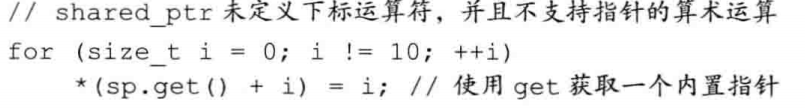 // shared_ptr 未定义下标运算符，并且不支持指针的算术运算
for (size_t i = 0; i != 10; ++i)
    *(sp.get() + i) = i; // 使用 get 获取一个内置指针